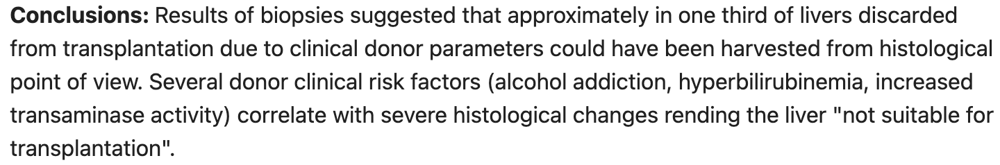 Conclusions: Results of biopsies suggested that approximately in one third of livers discarded
from transplantation due to clinical donor parameters could have been harvested from histological
point of view. Several donor clinical risk factors (alcohol addiction, hyperbilirubinemia, increased
transaminase activity) correlate with severe histological changes rending the liver "not suitable for
transplantation".